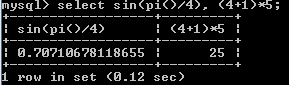 mysql> select sin(pi()/4), (4+1)*5;
+------------------+---------+
| sin(pi()/4)      | (4+1)*5 |
+------------------+---------+
| 0.70710678118655 |      25 |
+------------------+---------+
1 row in set (0.12 sec)